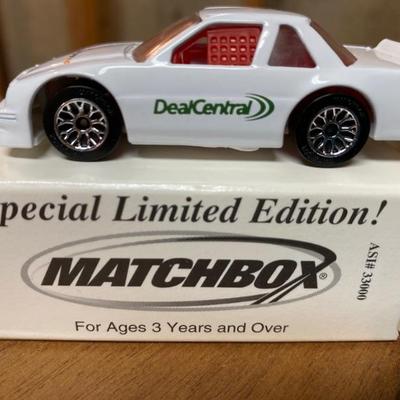 DealCentral
pecial Limited Edition!
MATCHBOX®
For Ages 3 Years and Over
ASI# 33000